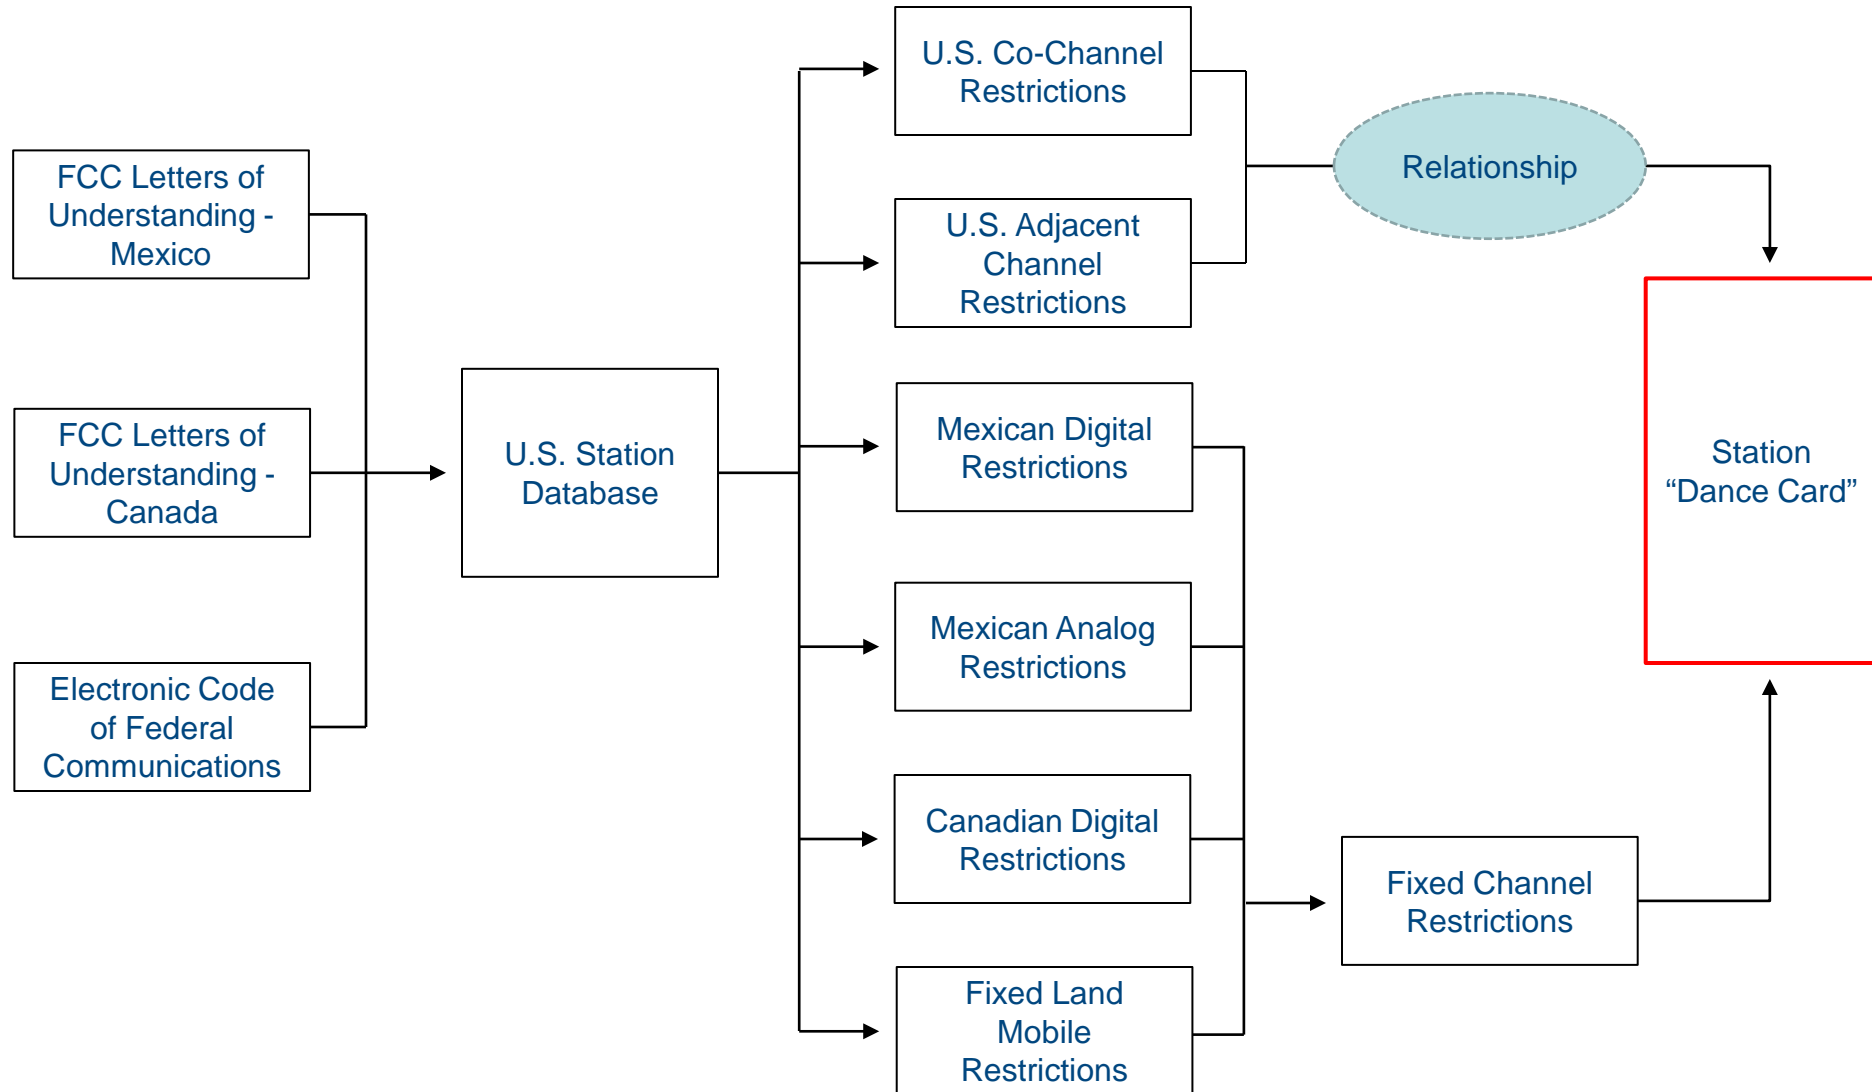 FCC Letters of
Understanding -
Mexico
FCC Letters of
Understanding -
Canada
Electronic Code
of Federal
Communications
U.S. Station
Database
U.S. Co-Channel
Restrictions
U.S. Adjacent
Channel
Restrictions
Mexican Digital
Restrictions
Mexican Analog
Restrictions
Canadian Digital
Restrictions
Fixed Land
Mobile
Restrictions
Relationship
Fixed Channel
Restrictions
Station
“Dance Card”